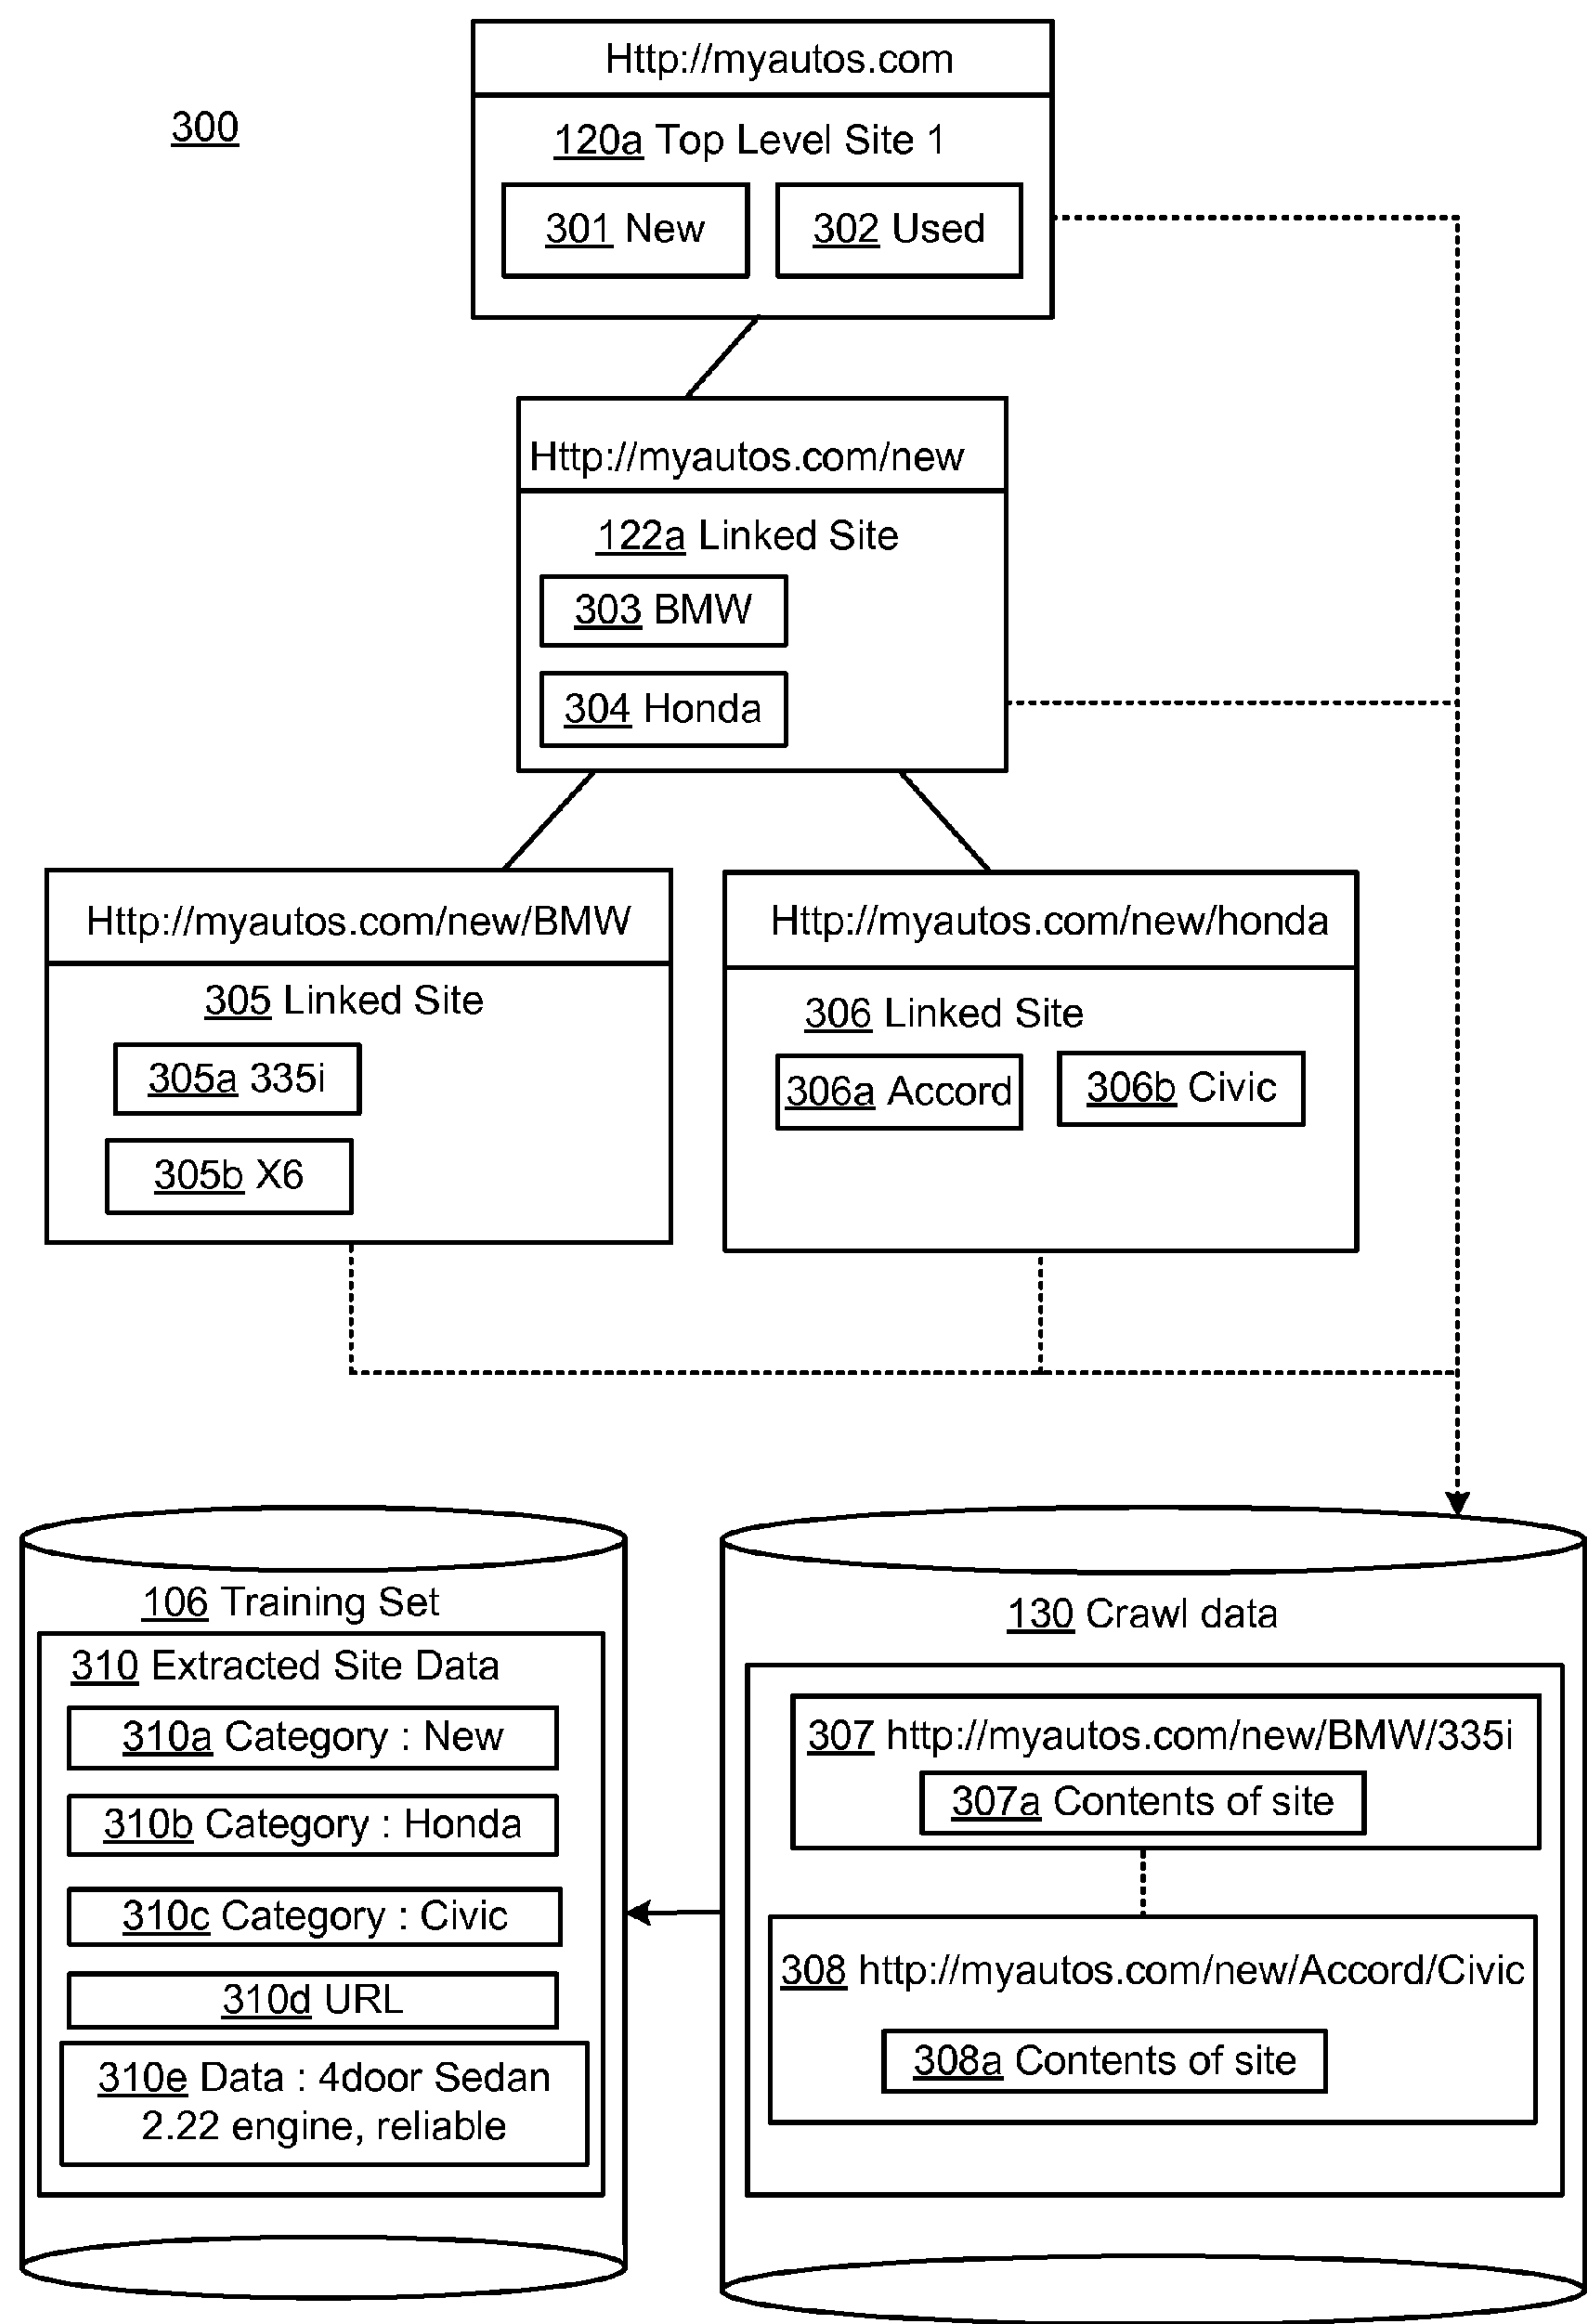 Http://myautos.com
300
120a Top Level Site 1
301 New
302 Used
Http://myautos.com/new
122a Linked Site
303 BMW
304 Honda
Http://myautos.com/new/BMW
305 Linked Site
305a 335i
305b X6
Http://myautos.com/new/honda
306 Linked Site
306a Accord
306b Civic
106 Training Set
310 Extracted Site Data
310a Category : New
310b Category : Honda
310c Category : Civic
310d URL
310e Data : 4door Sedan
2.22 engine, reliable
130 Crawl data
307 http://myautos.com/new/BMW/335i
307a Contents of site
308 http://myautos.com/new/Accord/Civic
308a Contents of site